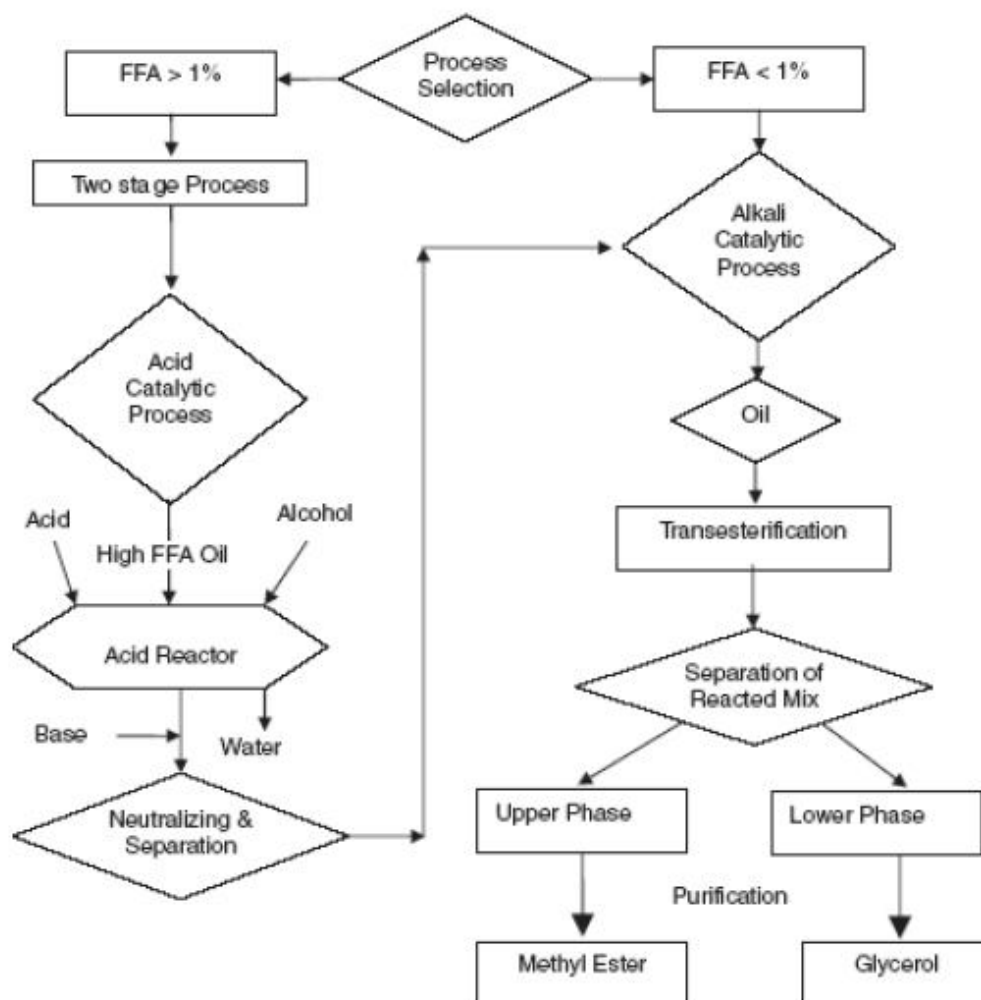 FFA > 1%
Process
Selection
FFA < 1%
Two stage Process
Alkali
Catalytic
Process
Acid
Catalytic
Process
Oil
Acid
Alcohol
High FFA Oil
Transesterification
Acid Reactor
Separation of
Reacted Mix
Base
Water
Neutralizing &
Separation
Upper Phase
Lower Phase
Purification
Methyl Ester
Glycerol